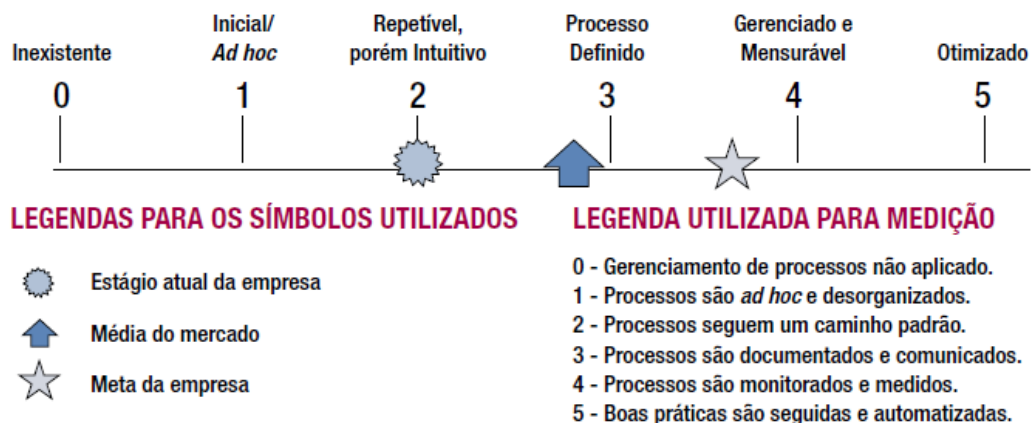 Inexistente
Inicial/
Ad hoc
Repetível,
porém Intuitivo
Processo
Definido
Gerenciado e
Mensurável
Otimizado
0 1 2 3 4 5
LEGENDAS PARA OS SÍMBOLOS UTILIZADOS
Estágio atual da empresa
Média do mercado
Meta da empresa
LEGENDA UTILIZADA PARA MEDIÇÃO
0 - Gerenciamento de processos não aplicado.
1 - Processos são ad hoc e desorganizados.
2 - Processos seguem um caminho padrão.
3 - Processos são documentados e comunicados.
4 - Processos são monitorados e medidos.
5 - Boas práticas são seguidas e automatizadas.